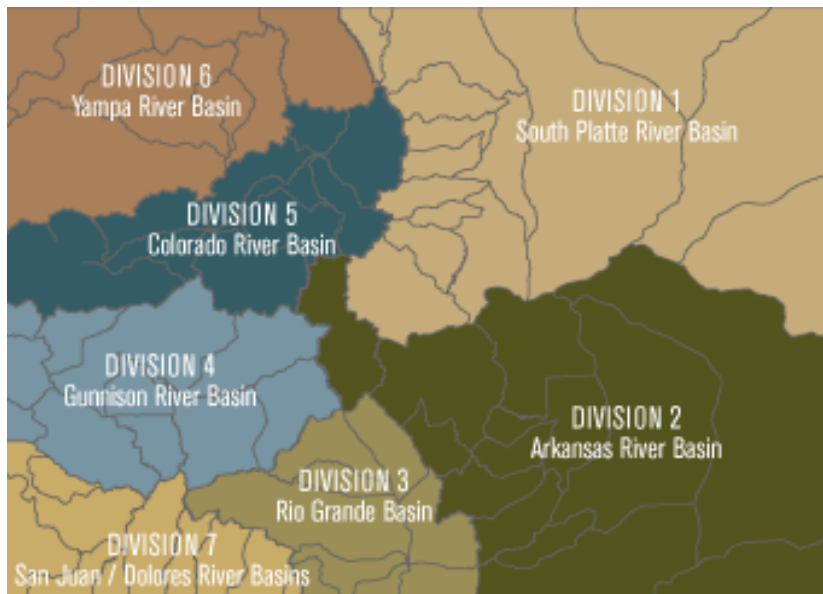 DIVISION 6
Yampa River Basin
DIVISION 1
South Platte River Basin
DIVISION 5
Colorado River Basin
DIVISION 4
Gunnison River Basin
DIVISION 2
Arkansas River Basin
DIVISION 3
Rio Grande Basin
DIVISION 7
San Juan / Dolores River Basins